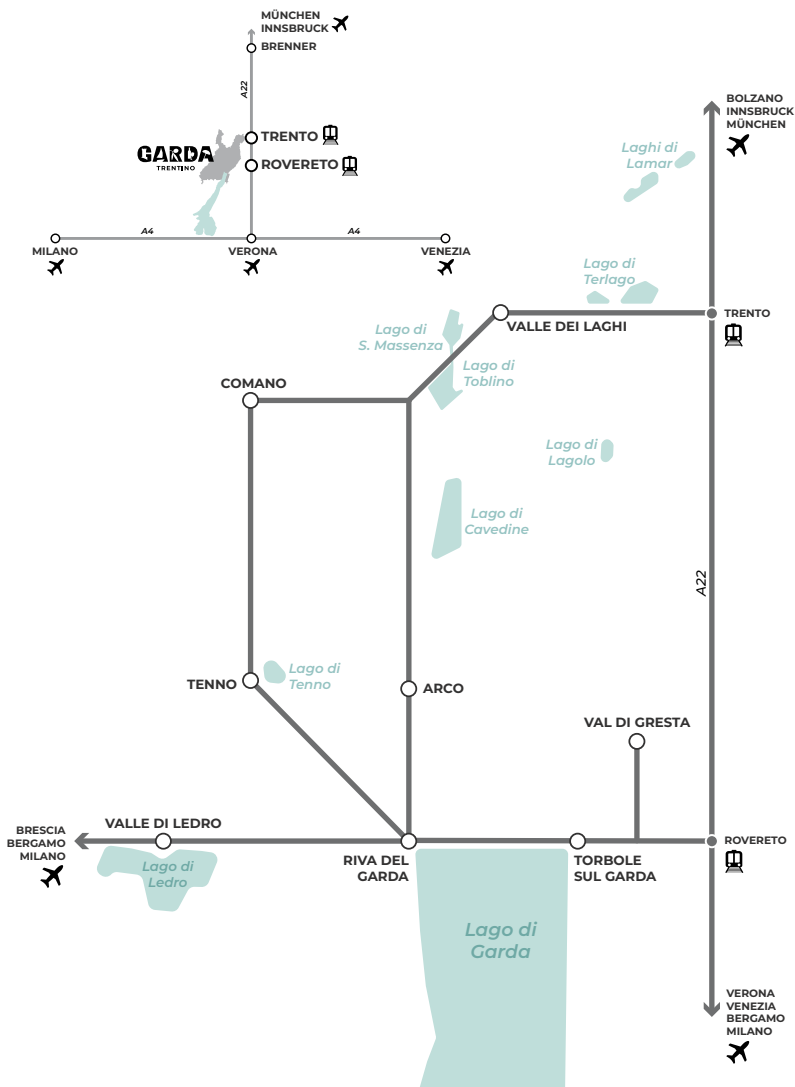 MÜNCHEN
INNSBRUCK
BRENNER
A22
TRENTO
GARDA
TRENTINO
ROVERETO
A4
A4
MILANO
VERONA
VENEZIA
BOLZANO
INNSBRUCK
MÜNCHEN
Laghi di
Lamar
Lago di
Terlago
TRENTO
VALLE DEI LAGHI
Lago di
S. Massenza
Lago di
Toblino
COMANO
Lago di
Lagolo
Lago di
Cavedine
A22
Lago di
Tenno
TENNO
ARCO
VAL DI GRESTA
VALLE DI LEDRO
BRESCIA
BERGAMO
MILANO
ROVERETO
RIVA DEL
GARDA
TORBOLE
SUL GARDA
Lago di
Ledro
Lago di
Garda
VERONA
VENEZIA
BERGAMO
MILANO